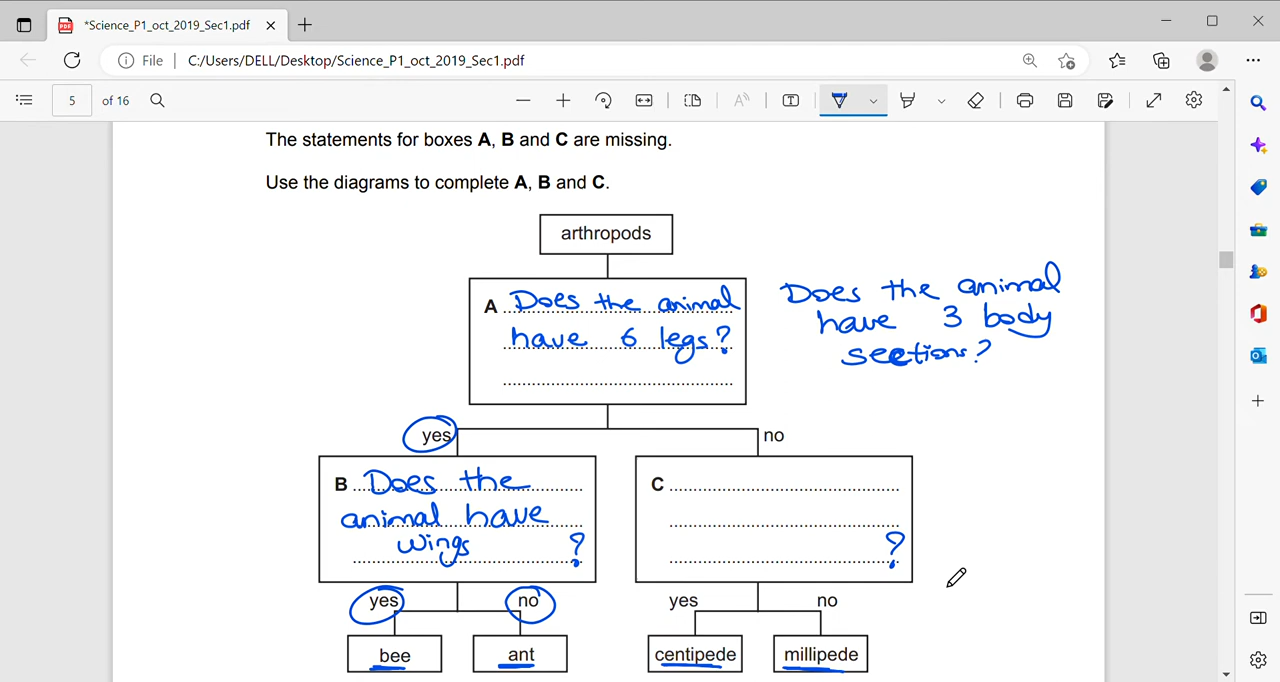 *Science_P1_oct_2019_Sec1.pdf
File C:/Users/DELL/Desktop/Science_P1_oct_2019_Sec1.pdf
5 of 16
The statements for boxes A, B and C are missing.
Use the diagrams to complete A, B and C.
arthropods
A Does the animal
have 6 legs?
Does the animal
have 3 body
sections?
yes
no
B Does the
animal have
wings ?
C
?
yes no
yes no
bee ant centipede millipede